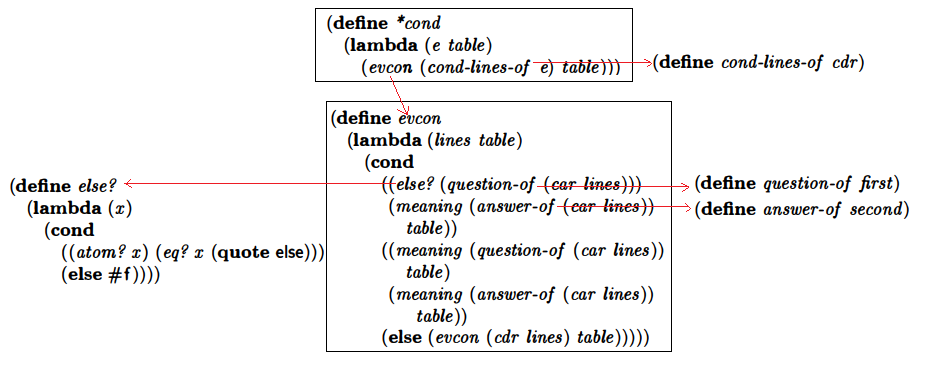 (define *cond
(lambda (e table)
(evcon (cond-lines-of e) table)))
(define cond-lines-of cdr)
(define evcon
(lambda (lines table)
(cond
((else? (question-of (car lines)))
(meaning (answer-of (car lines))
table))
((meaning (question-of (car lines))
table)
(meaning (answer-of (car lines))
table))
(else (evcon (cdr lines) table)))))
(define else?
(lambda (x)
(cond
((atom? x) (eq? x (quote else)))
(else #f))))
(define question-of first)
(define answer-of second)